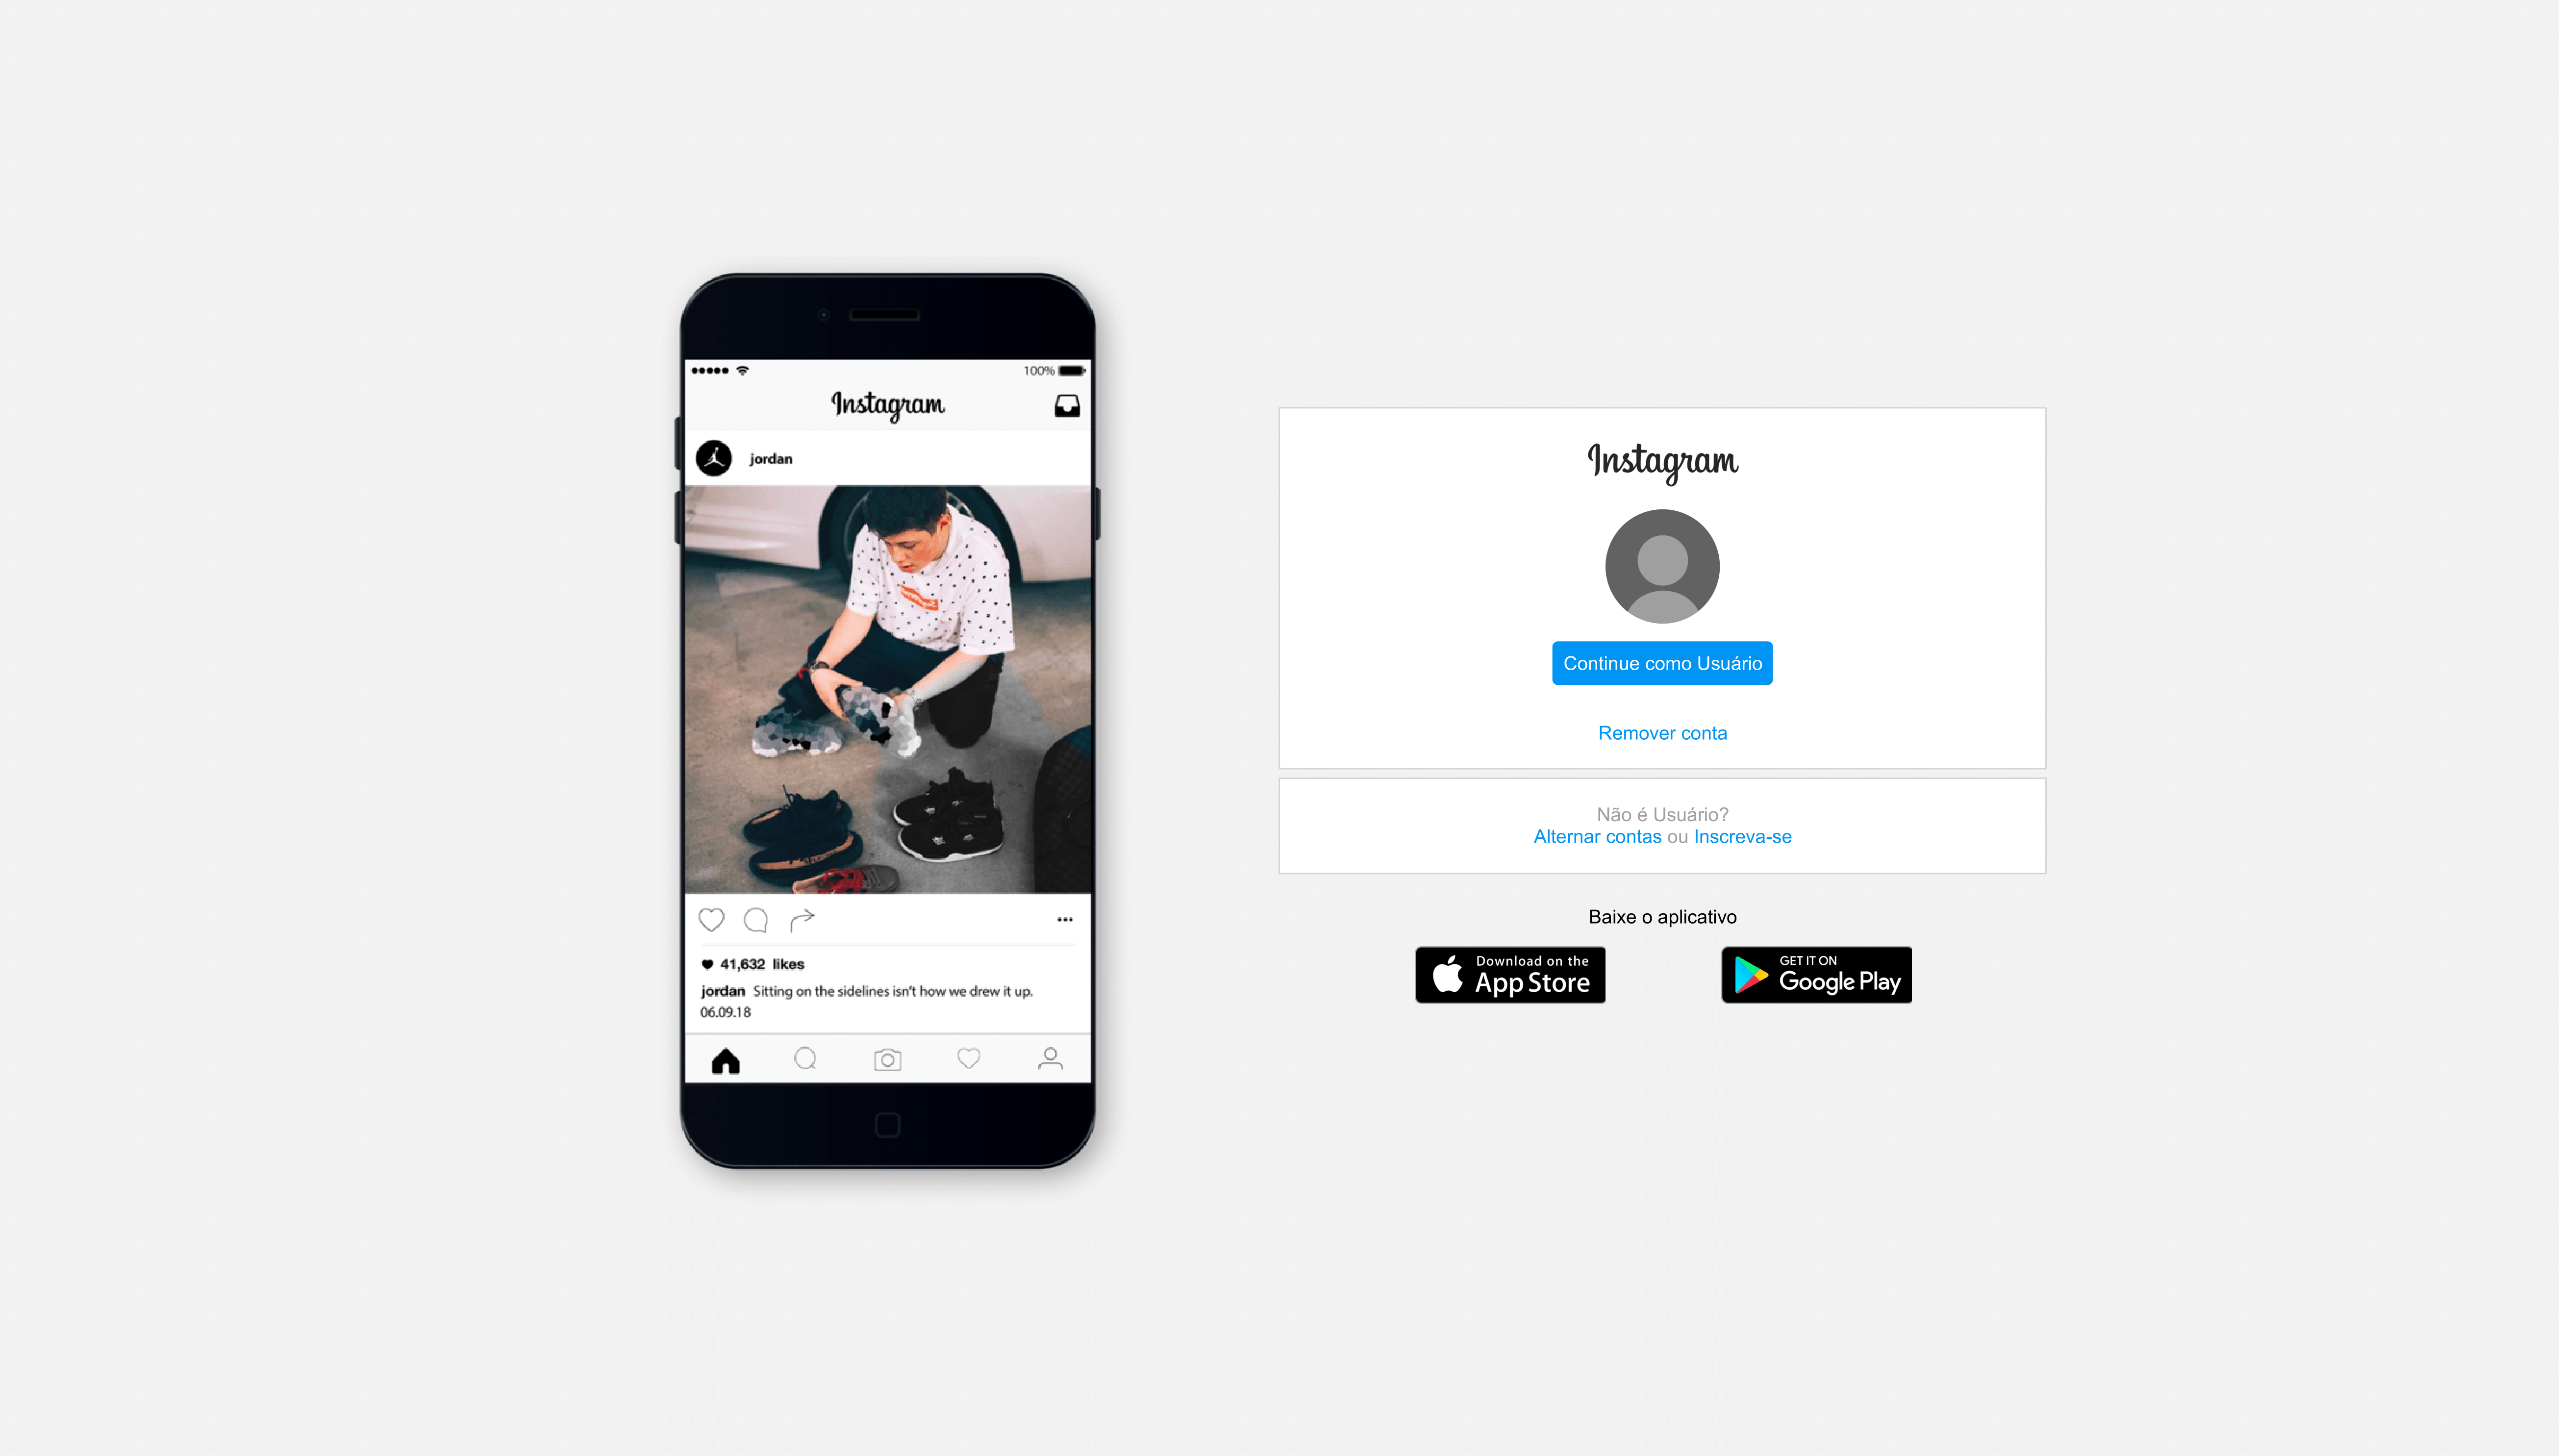 100%
Instagram
jordan
41,632 likes
jordan Sitting on the sidelines isn't how we drew it up.
06.09.18
Instagram
Continue como Usuário
Remover conta
Não é Usuário?
Alternar contas ou Inscreva-se
Baixe o aplicativo
Download on the
App Store
GET IT ON
Google Play